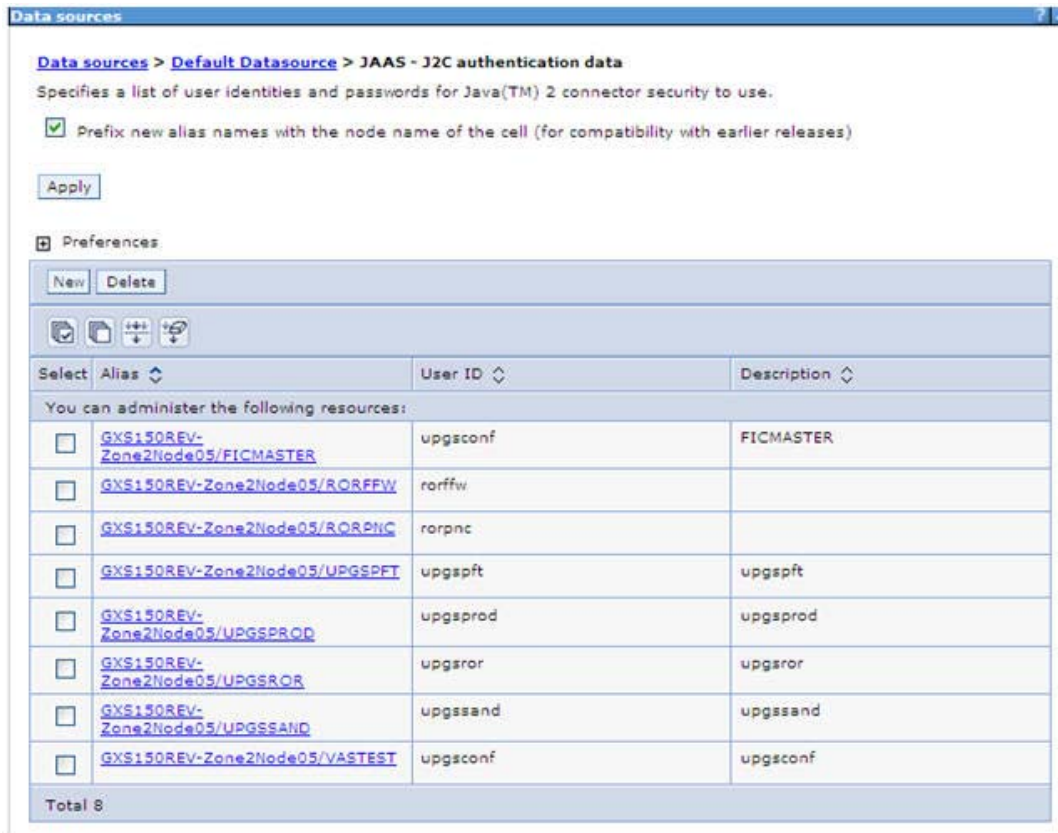 Data sources
?
Data sources > Default Datasource > JAAS - J2C authentication data
Specifies a list of user identities and passwords for Java(TM) 2 connector security to use.
Prefix new alias names with the node name of the cell (for compatibility with earlier releases)
Apply
Preferences
New Delete
Select Alias User ID Description
You can administer the following resources:
GXS150REV-
Zone2Node05/FICMASTER
upgsconf
FICMASTER
GXS150REV-Zone2Node05/RORFFW
rorffw
GXS150REV-Zone2Node05/RORPNC
rorpnc
GXS150REV-Zone2Node05/UPGSPFT
upgspft
upgspft
GXS150REV-
Zone2Node05/UPGSPROD
upgsprod
upgsprod
GXS150REV-
Zone2Node05/UPGSROR
upgsror
upgsror
GXS150REV-
Zone2Node05/UPGSSAND
upgssand
upgssand
GXS150REV-Zone2Node05/VASTEST
upgsconf
upgsconf
Total 8